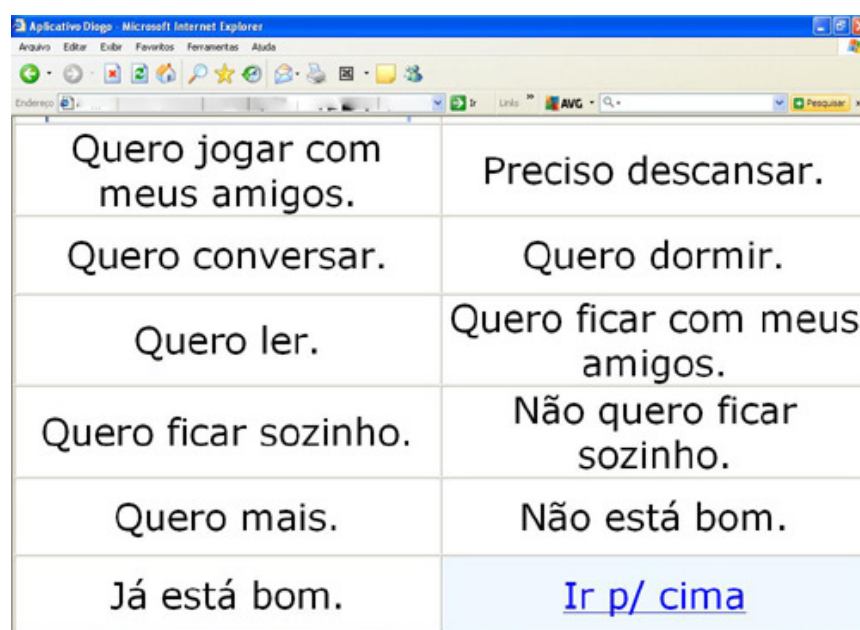 Aplicativo Diogo - Microsoft Internet Explorer
Arquivo Editar Exibir Favoritos Ferramentas Ajuda
Endereço Ir Links » AVG Pesquisar
Quero jogar com
meus amigos.
Preciso descansar.
Quero conversar.
Quero dormir.
Quero ler.
Quero ficar com meus
amigos.
Quero ficar sozinho.
Não quero ficar
sozinho.
Quero mais.
Não está bom.
Já está bom.
Ir p/ cima